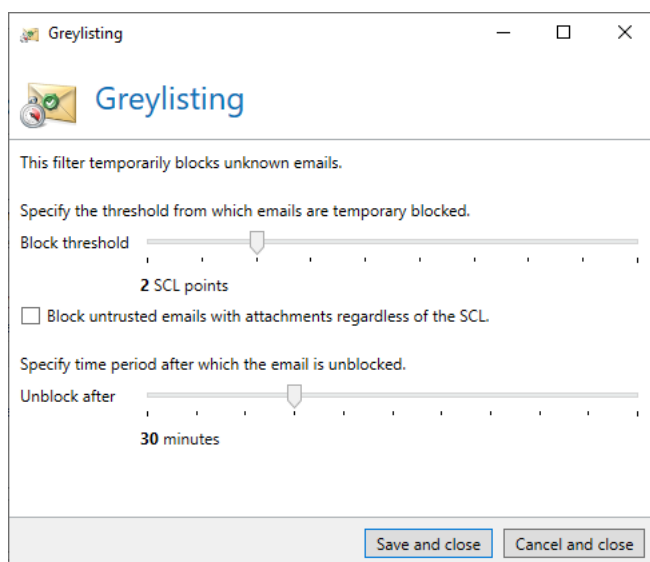 Greylisting
Greylisting
This filter temporarily blocks unknown emails.
Specify the threshold from which emails are temporary blocked.
Block threshold
2 SCL points
Block untrusted emails with attachments regardless of the SCL.
Specify time period after which the email is unblocked.
Unblock after
30 minutes
Save and close
Cancel and close